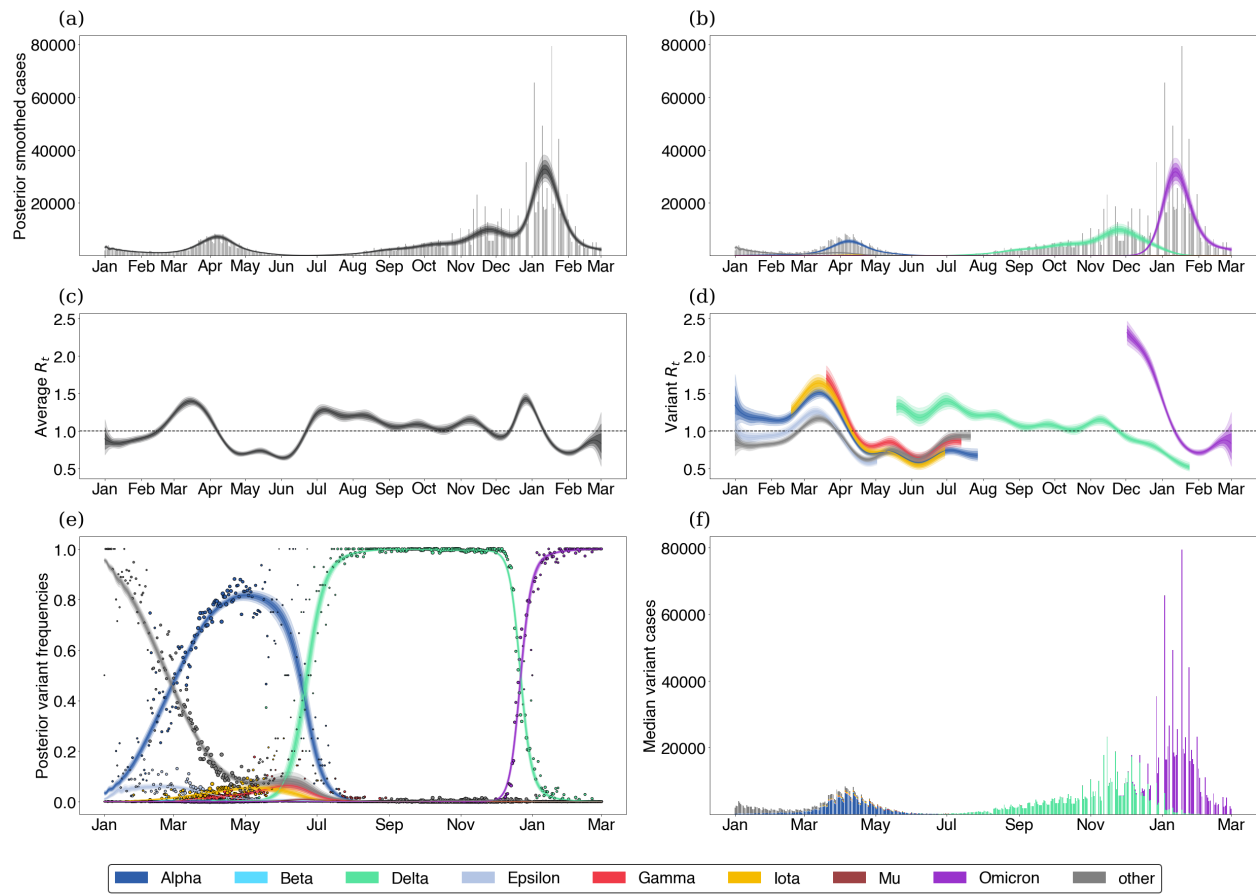 (a)
(b)
Posterior smoothed cases
80000
60000
40000
20000
Jan Feb Mar Apr May Jun Jul Aug Sep Oct Nov Dec Jan Feb Mar
80000
60000
40000
20000
Jan Feb Mar Apr May Jun Jul Aug Sep Oct Nov Dec Jan Feb Mar
(c)
(d)
Average Rt
2.5
2.0
1.5
1.0
0.5
Jan Feb Mar Apr May Jun Jul Aug Sep Oct Nov Dec Jan Feb Mar
Variant Rt
2.5
2.0
1.5
1.0
0.5
Jan Feb Mar Apr May Jun Jul Aug Sep Oct Nov Dec Jan Feb Mar
(e)
(f)
Posterior variant frequencies
1.0
0.8
0.6
0.4
0.2
0.0
Jan Mar May Jul Sep Nov Jan Mar
Median variant cases
80000
60000
40000
20000
Jan Mar May Jul Sep Nov Jan Mar
Alpha Beta Delta Epsilon Gamma Iota Mu Omicron other